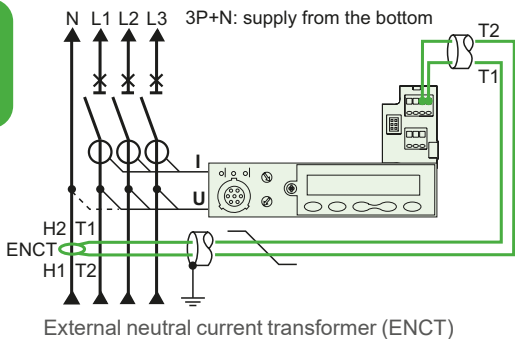 N L1 L2 L3 3P+N: supply from the bottom
T2
T1
I
U
H2 T1
ENCT
H1 T2
External neutral current transformer (ENCT)